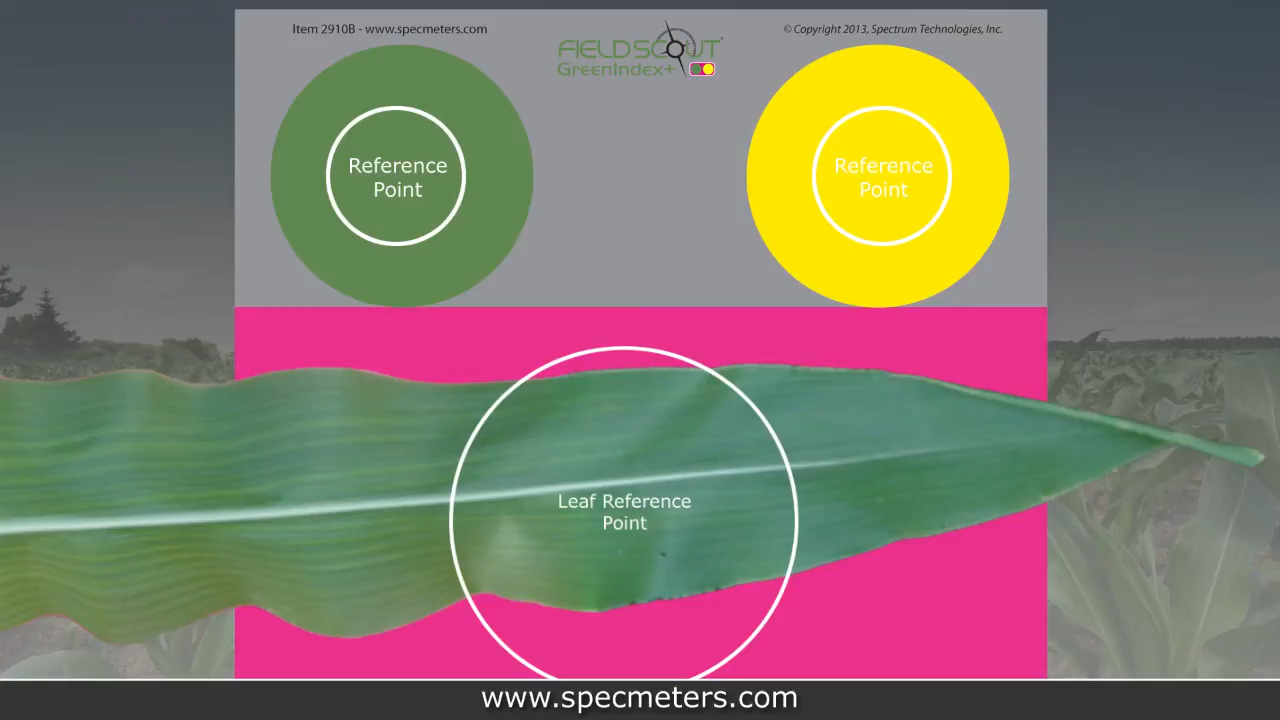 Item 2910B - www.specmeters.com
© Copyright 2013, Spectrum Technologies, Inc.
FIELDSCOUT
GreenIndex+
Reference
Point
Reference
Point
Leaf Reference
Point
www.specmeters.com